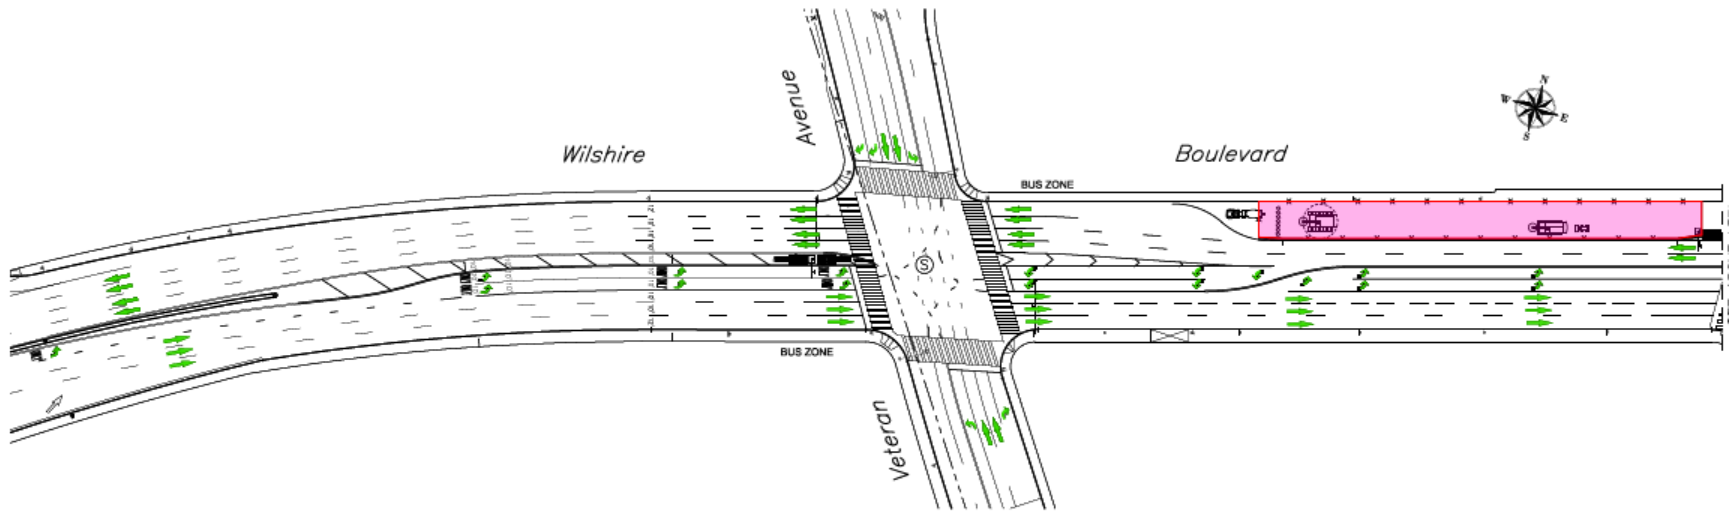 N
W
E
S
Avenue
Wilshire
Boulevard
BUS ZONE
S
BUS ZONE
Veteran